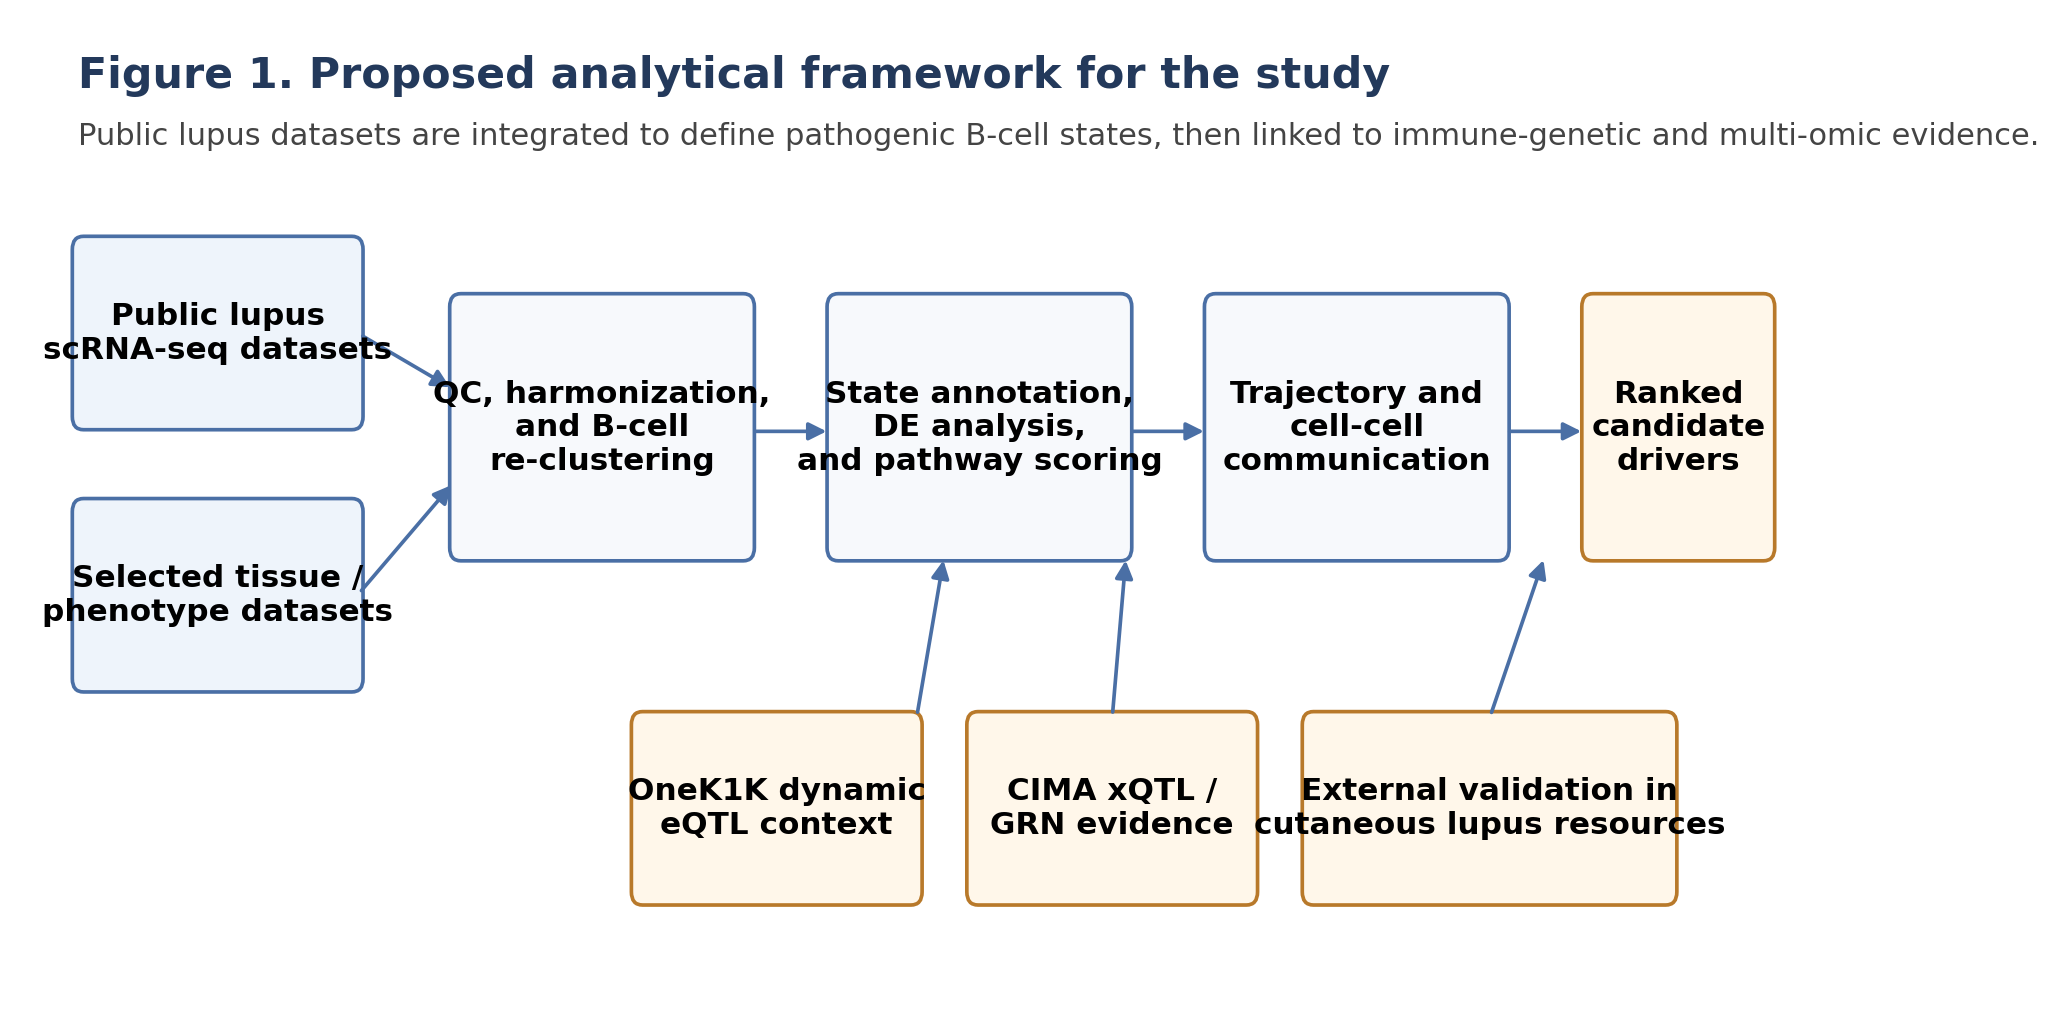 Figure 1. Proposed analytical framework for the study
Public lupus datasets are integrated to define pathogenic B-cell states, then linked to immune-genetic and multi-omic evidence.
Public lupus
scRNA-seq datasets
Selected tissue /
phenotype datasets
QC, harmonization,
and B-cell
re-clustering
State annotation,
DE analysis,
and pathway scoring
Trajectory and
cell-cell
communication
Ranked
candidate
drivers
OneK1K dynamic
eQTL context
CIMA xQTL /
GRN evidence
External validation in
cutaneous lupus resources